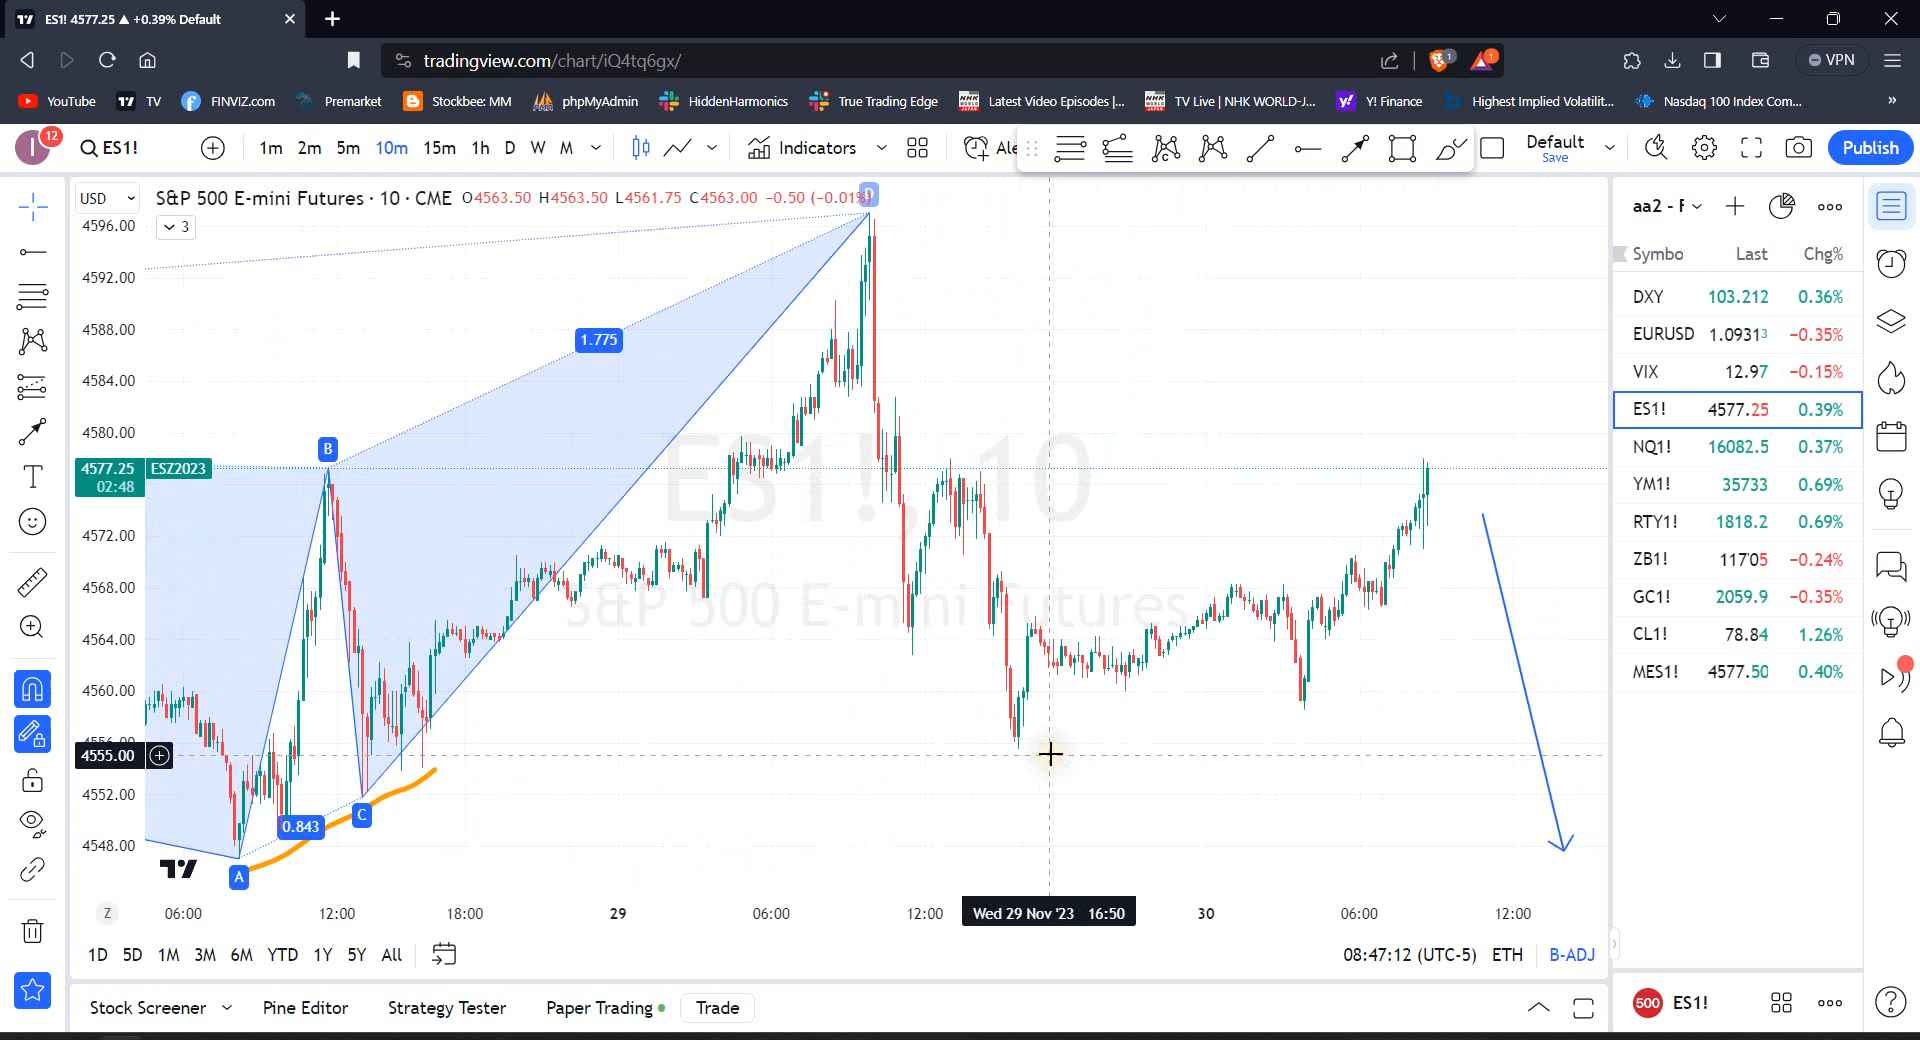 ES1! 4577.25 ▲ +0.39% Default
tradingview.com/chart/iQ4tq6gx/
1
1
VPN
YouTube
TV
FINVIZ.com
Premarket
Stockbee: MM
phpMyAdmin
HiddenHarmonics
True Trading Edge
Latest Video Episodes |...
TV Live | NHK WORLD-J...
Y! Finance
Highest Implied Volatilit...
Nasdaq 100 Index Com...
»
I
12
ES1!
1m 2m 5m 10m 15m 1h D W M
Indicators
Ale
Default
Save
Publish
USD
S&P 500 E-mini Futures · 10 · CME O4563.50 H4563.50 L4561.75 C4563.00 −0.50 (−0.01%)
3
D
4596.00
4592.00
4588.00
4584.00
4580.00
4577.25 ESZ2023
02:48
4572.00
4568.00
4564.00
4560.00
4556.00
4555.00
4552.00
4548.00
1.775
B
0.843
C
A
ES1!, 10
S&P 500 E-mini Futures
Z
06:00 12:00 18:00 29 06:00 12:00 Wed 29 Nov '23 16:50 30 06:00 12:00
1D 5D 1M 3M 6M YTD 1Y 5Y All
08:47:12 (UTC-5) ETH B-ADJ
Stock Screener Pine Editor Strategy Tester Paper Trading Trade
aa2 - F
Symbo Last Chg%
DXY 103.212 0.36%
EURUSD 1.09313 −0.35%
VIX 12.97 −0.15%
ES1! 4577.25 0.39%
NQ1! 16082.5 0.37%
YM1! 35733 0.69%
RTY1! 1818.2 0.69%
ZB1! 117'05 −0.24%
GC1! 2059.9 −0.35%
CL1! 78.84 1.26%
MES1! 4577.50 0.40%
500 ES1!